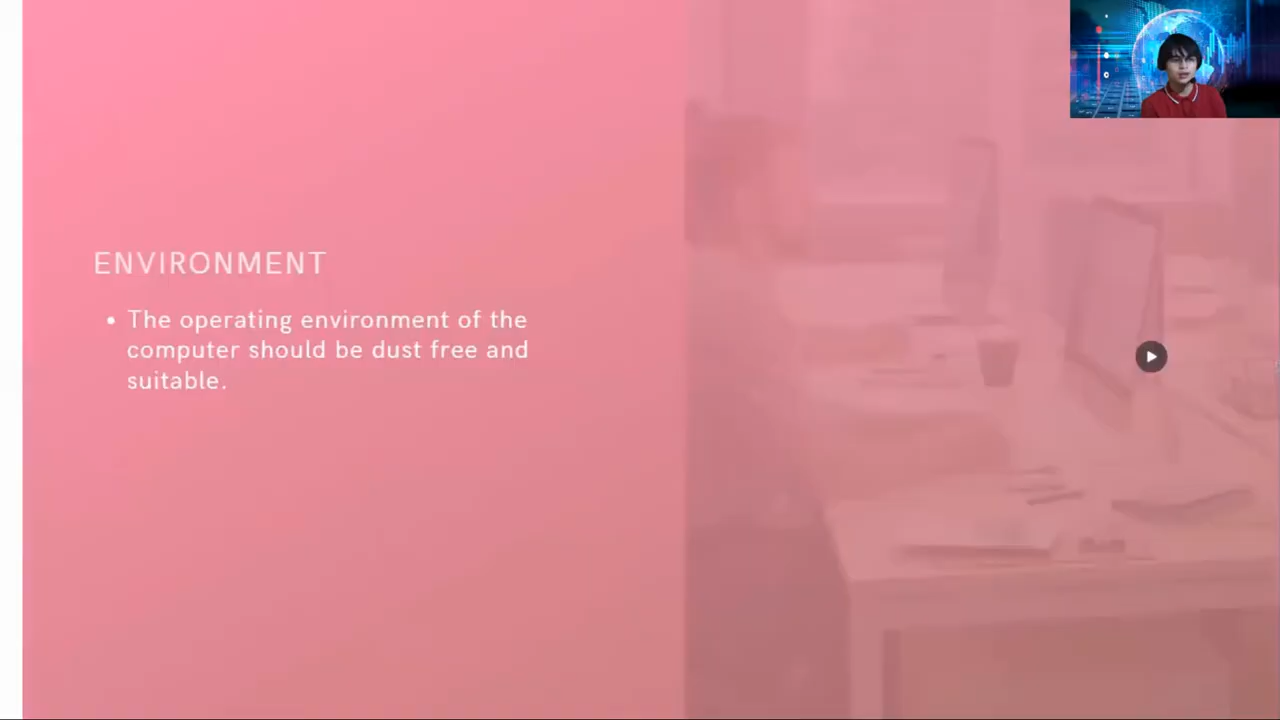 ENVIRONMENT
• The operating environment of the
computer should be dust free and
suitable.